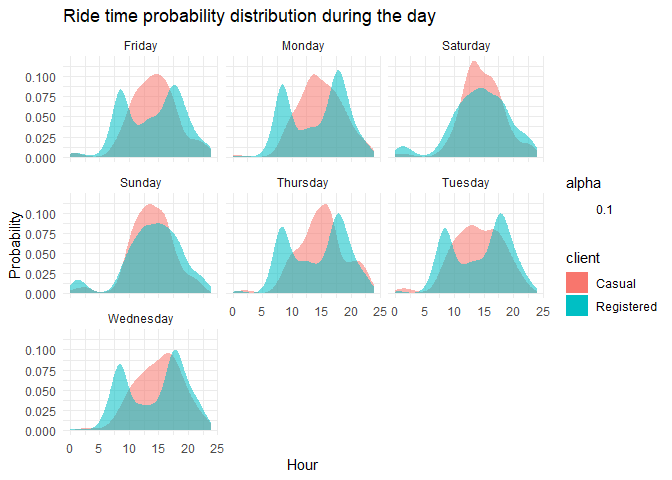 Ride time probability distribution during the day
Friday Monday Saturday
0.100
0.075
0.050
0.025
0.000
Sunday Thursday Tuesday
0.100
0.075
0.050
0.025
0.000
0 5 10 15 20 25 0 5 10 15 20 25
Wednesday
0.100
0.075
0.050
0.025
0.000
0 5 10 15 20 25
Hour
Probability
alpha
0.1
client
Casual
Registered